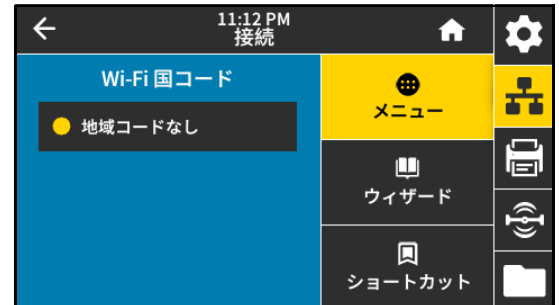 11:12 PM
接続
Wi-Fi 国コード
地域コードなし
メニュー
ウィザード
ショートカット